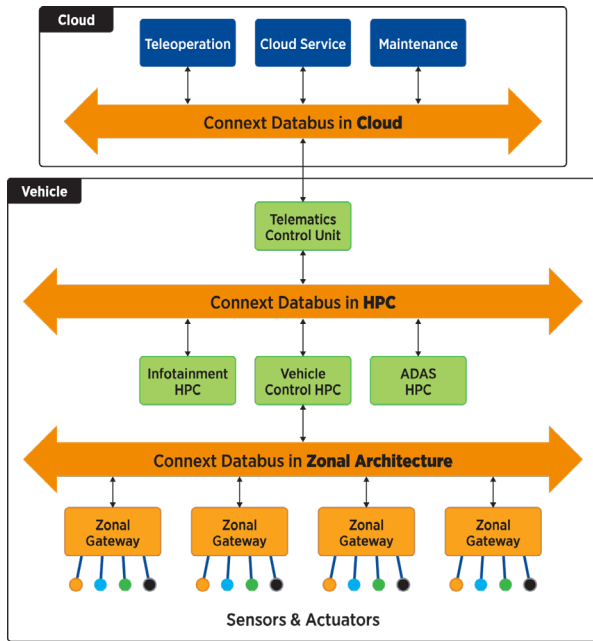 Cloud
Teleoperation
Cloud Service
Maintenance
Connext Databus in Cloud
Vehicle
Telematics
Control Unit
Connext Databus in HPC
Infotainment
HPC
Vehicle
Control HPC
ADAS
HPC
Connext Databus in Zonal Architecture
Zonal
Gateway
Zonal
Gateway
Zonal
Gateway
Zonal
Gateway
Sensors & Actuators